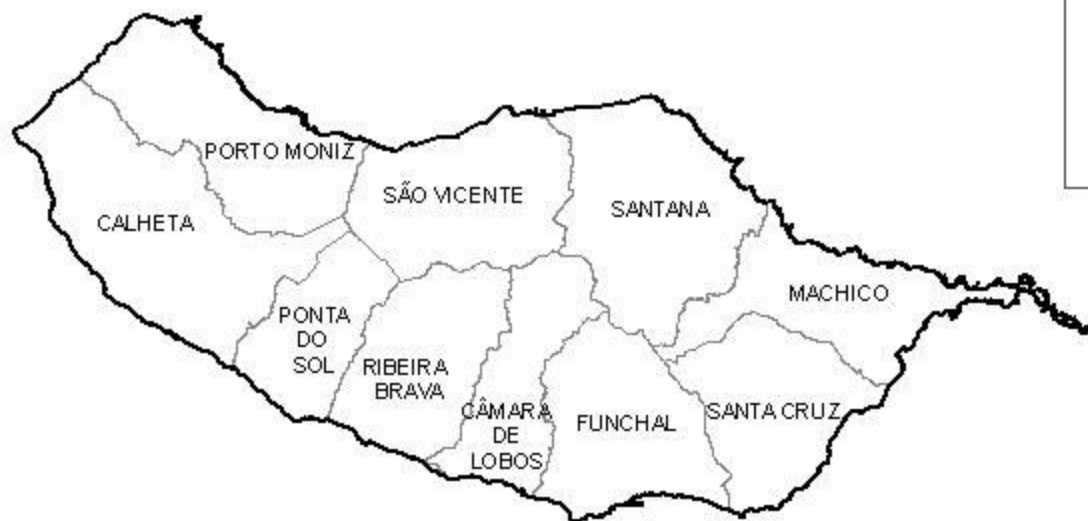 PORTO MONIZ
SÃO VICENTE
SANTANA
CALHETA
MACHICO
PONTA
DO
SOL
RIBEIRA
BRAVA
CÂMARA
DE
LOBOS
FUNCHAL
SANTA CRUZ